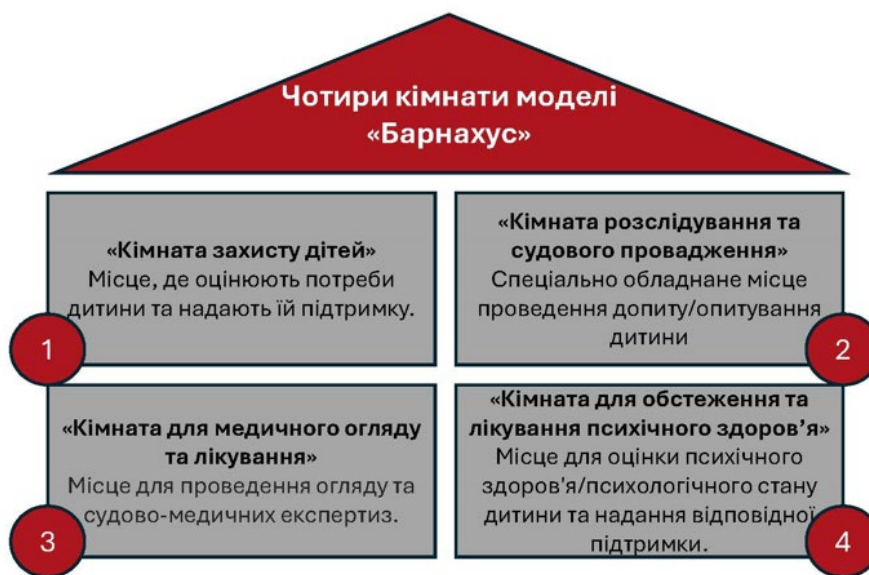 Чотири кімнати моделі
«Барнахус»
«Кімната захисту дітей»
Місце, де оцінюють потреби
дитини та надають їй підтримку.
1
«Кімната розслідування та
судового провадження»
Спеціально обладнане місце
проведення допиту/опитування
дитини
2
«Кімната для медичного огляду
та лікування»
Місце для проведення огляду та
судово-медичних експертиз.
3
«Кімната для обстеження та
лікування психічного здоров’я»
Місце для оцінки психічного
здоров'я/психологічного стану
дитини та надання відповідної
підтримки.
4